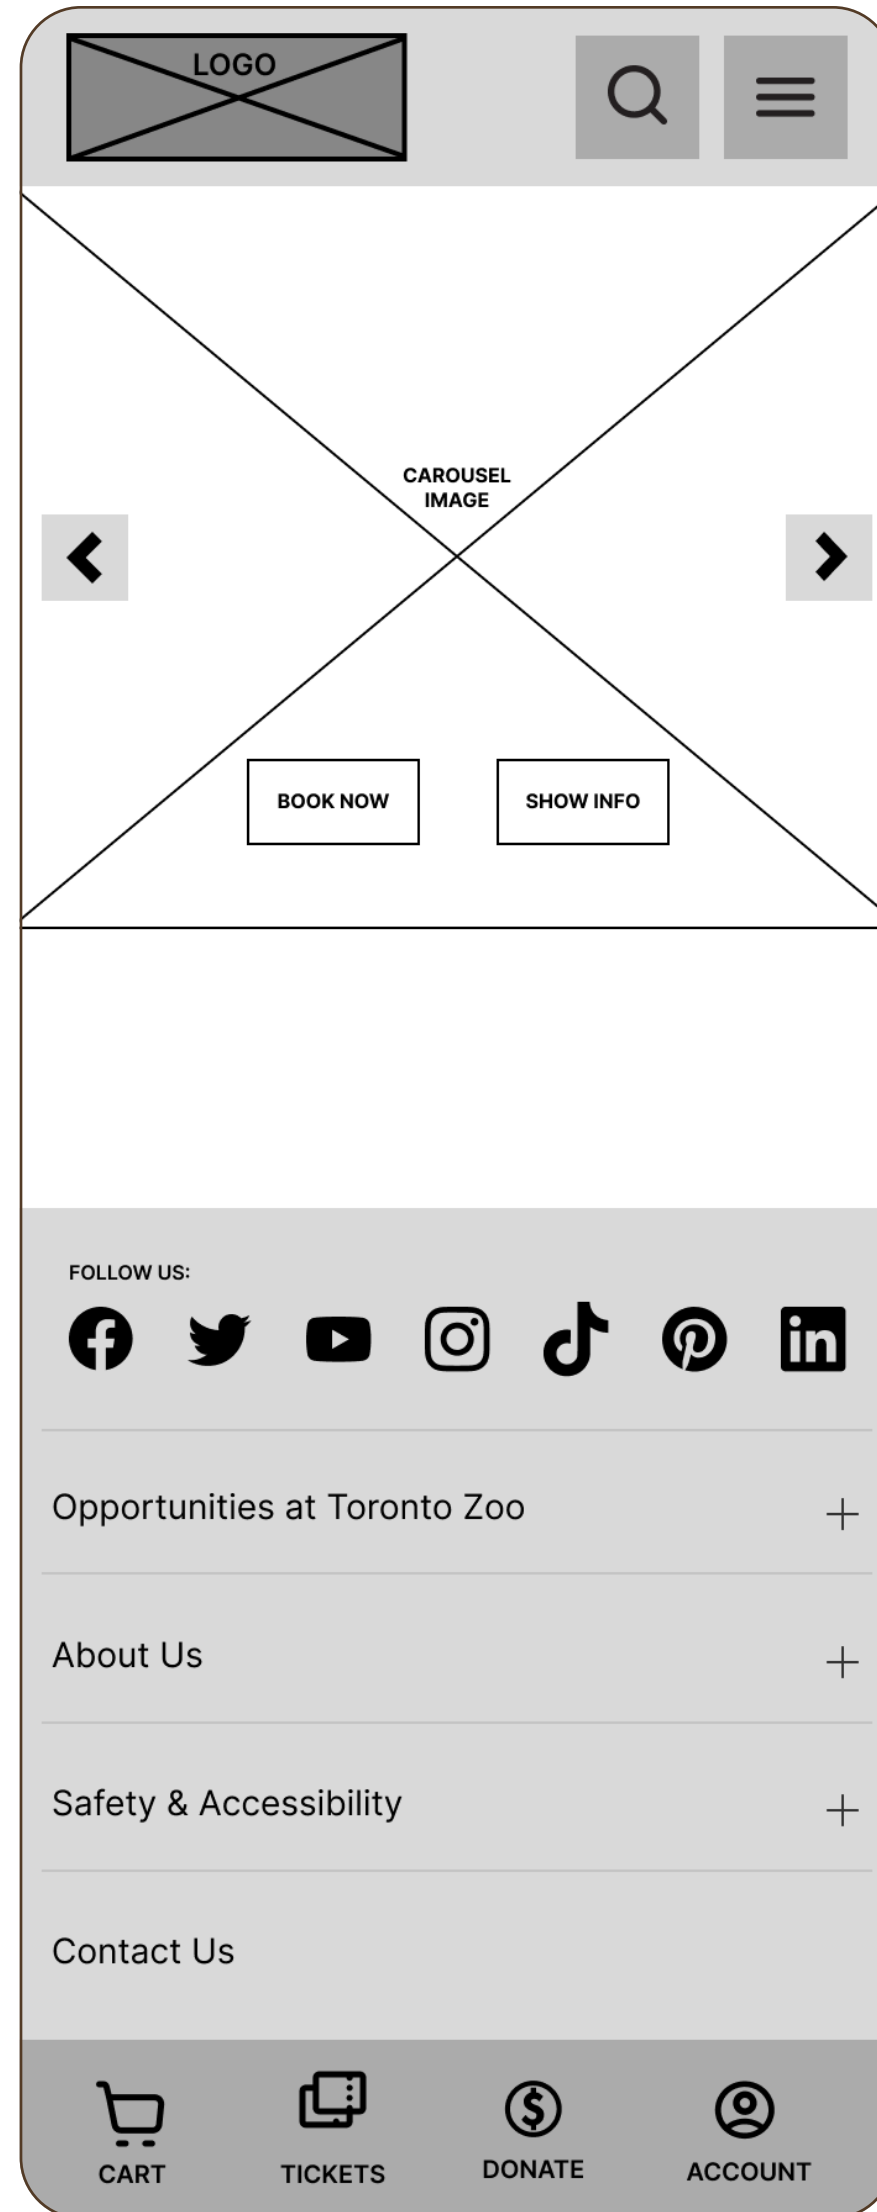 LOGO
CAROUSEL
IMAGE
BOOK NOW
SHOW INFO
FOLLOW US:
Opportunities at Toronto Zoo
About Us
Safety & Accessibility
Contact Us
CART
TICKETS
DONATE
ACCOUNT